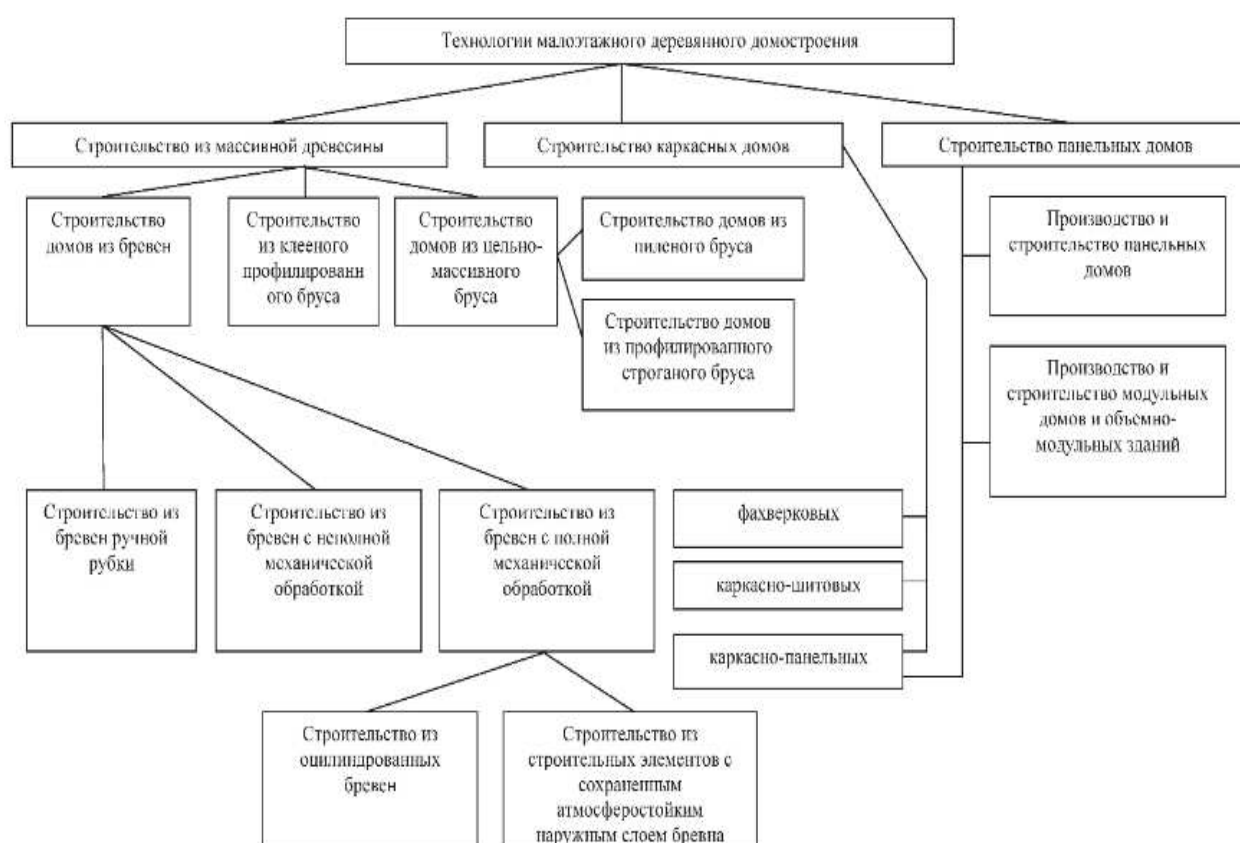 Технологии малоэтажного деревянного домостроения
Строительство из массивной древесины
Строительство каркасных домов
Строительство панельных домов
Строительство
домов из бревен
Строительство
из клееного
профилированн
ого бруса
Строительство
домов из цельно-
массивного
бруса
Строительство домов из
пиленого бруса
Строительство домов
из профилированного
строганого бруса
Производство и
строительство панельных
домов
Производство и
строительство модульных
домов и объемно-
модульных зданий
Строительство из
бревен ручной
рубки
Строительство из
бревен с неполной
механической
обработкой
Строительство из
бревен с полной
механической
обработкой
фахверковых
каркасно-щитовых
каркасно-панельных
Строительство из
оцилиндрованных
бревен
Строительство из
строительных элементов с
сохраненным
атмосферостойким
наружным слоем бревна